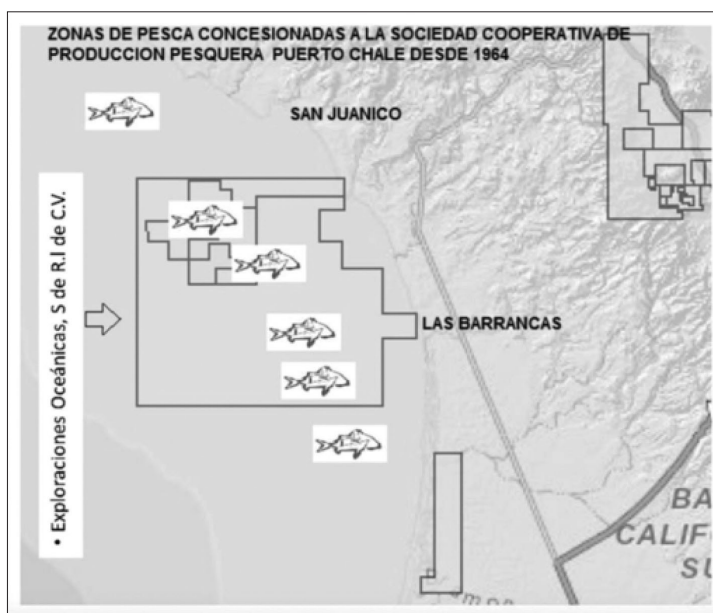 ZONAS DE PESCA CONCESIONADAS A LA SOCIEDAD COOPERATIVA DE
PRODUCCION PESQUERA PUERTO CHALE DESDE 1964
SAN JUANICO
• Exploraciones Oceánicas, S de R.l de C.V.
LAS BARRANCAS
BA
CALIFO
SU